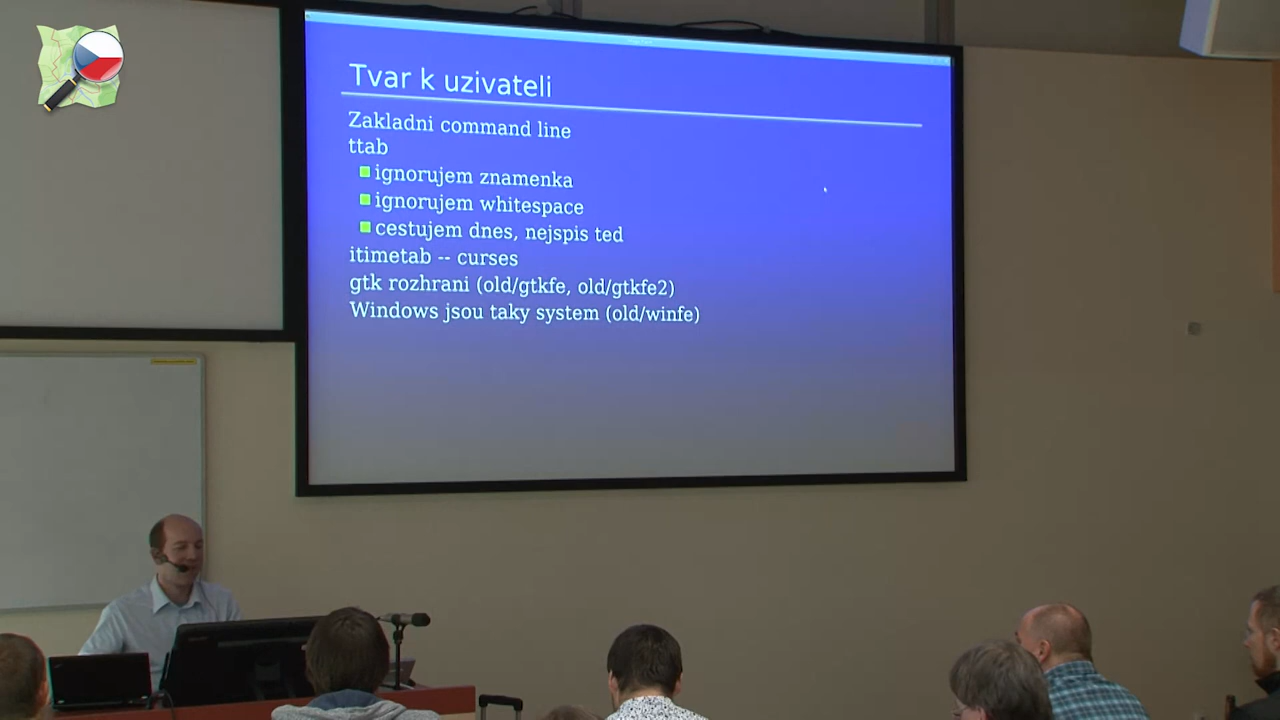 Tvar k uzivateli
Zakladni command line
ttab
ignorujem znamenka
ignorujem whitespace
cestujem dnes, nejspis ted
itimetab -- curses
gtk rozhrani (old/gtkfe, old/gtkfe2)
Windows jsou taky system (old/winfe)